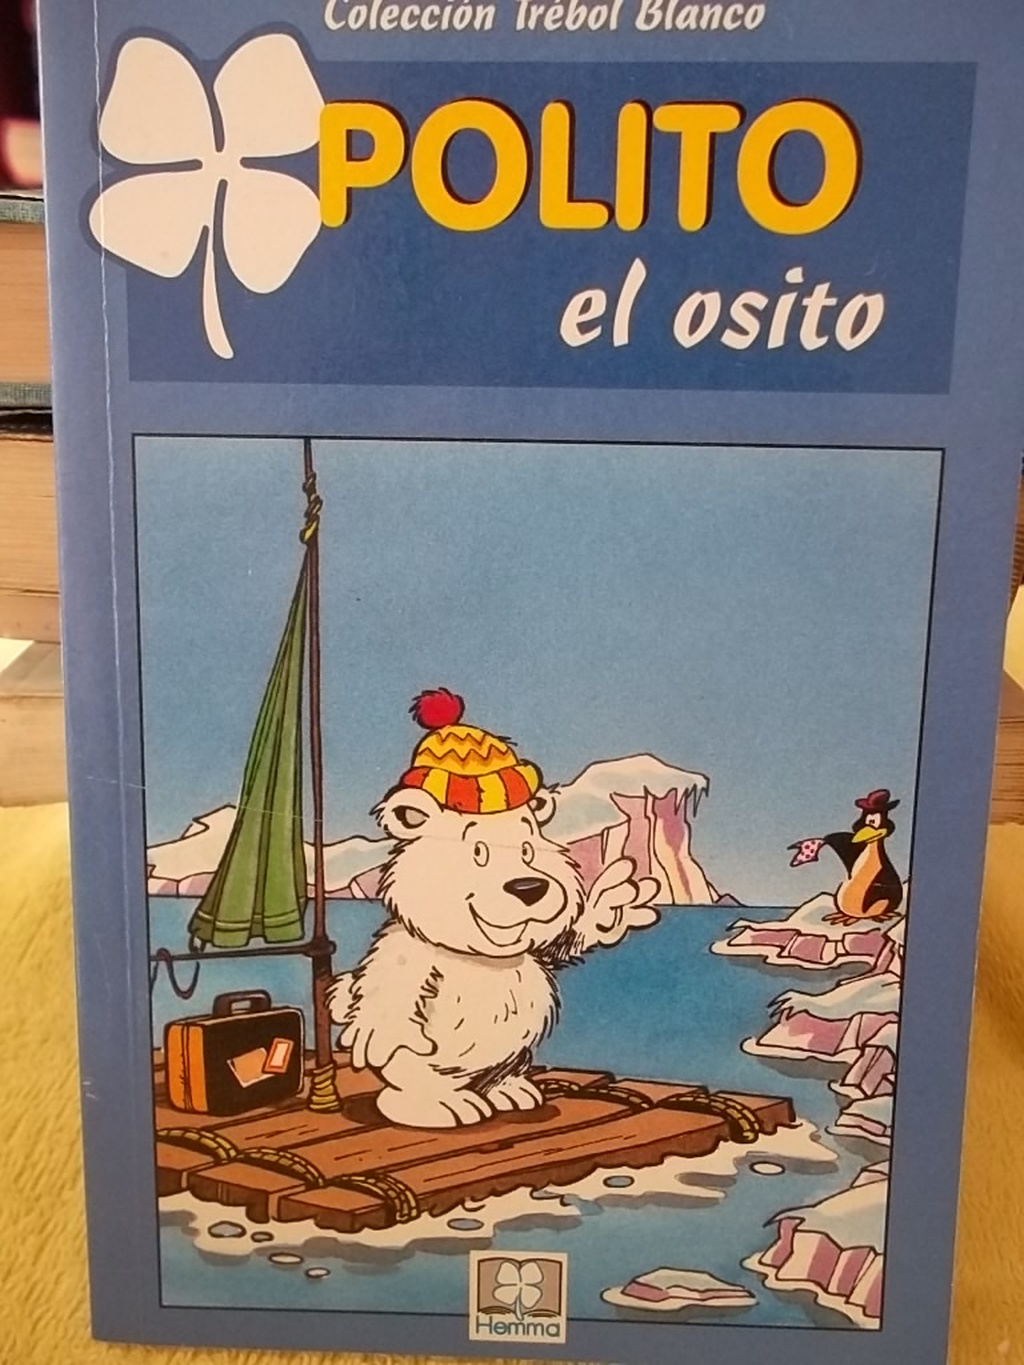 Colección Trébol Blanco
POLITO
el osito
Hemma